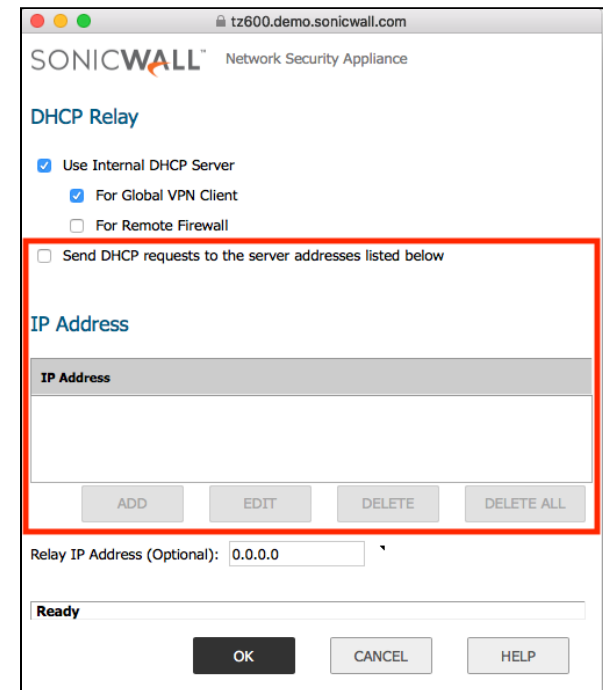 tz600.demo.sonicwall.com
SONICWALL™ Network Security Appliance
DHCP Relay
Use Internal DHCP Server
For Global VPN Client
For Remote Firewall
Send DHCP requests to the server addresses listed below
IP Address
IP Address
ADD EDIT DELETE DELETE ALL
Relay IP Address (Optional): 0.0.0.0
Ready
OK CANCEL HELP